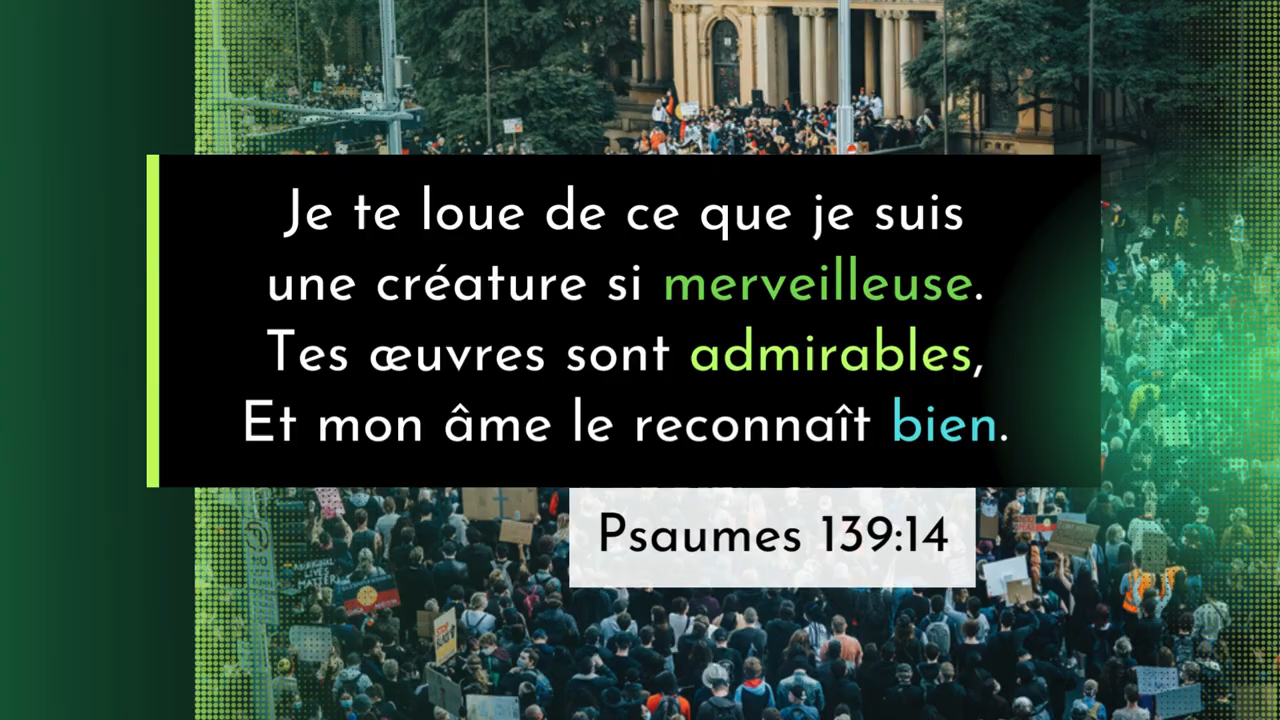 Je te loue de ce que je suis
une créature si merveilleuse.
Tes œuvres sont admirables,
Et mon âme le reconnaît bien.
Psaumes 139:14